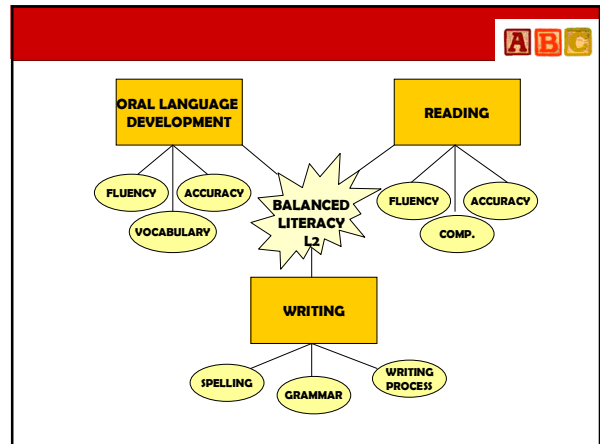 A B C
ORAL LANGUAGE
DEVELOPMENT
READING
FLUENCY
ACCURACY
VOCABULARY
BALANCED
LITERACY
L2
FLUENCY
ACCURACY
COMP.
WRITING
SPELLING
GRAMMAR
WRITING
PROCESS